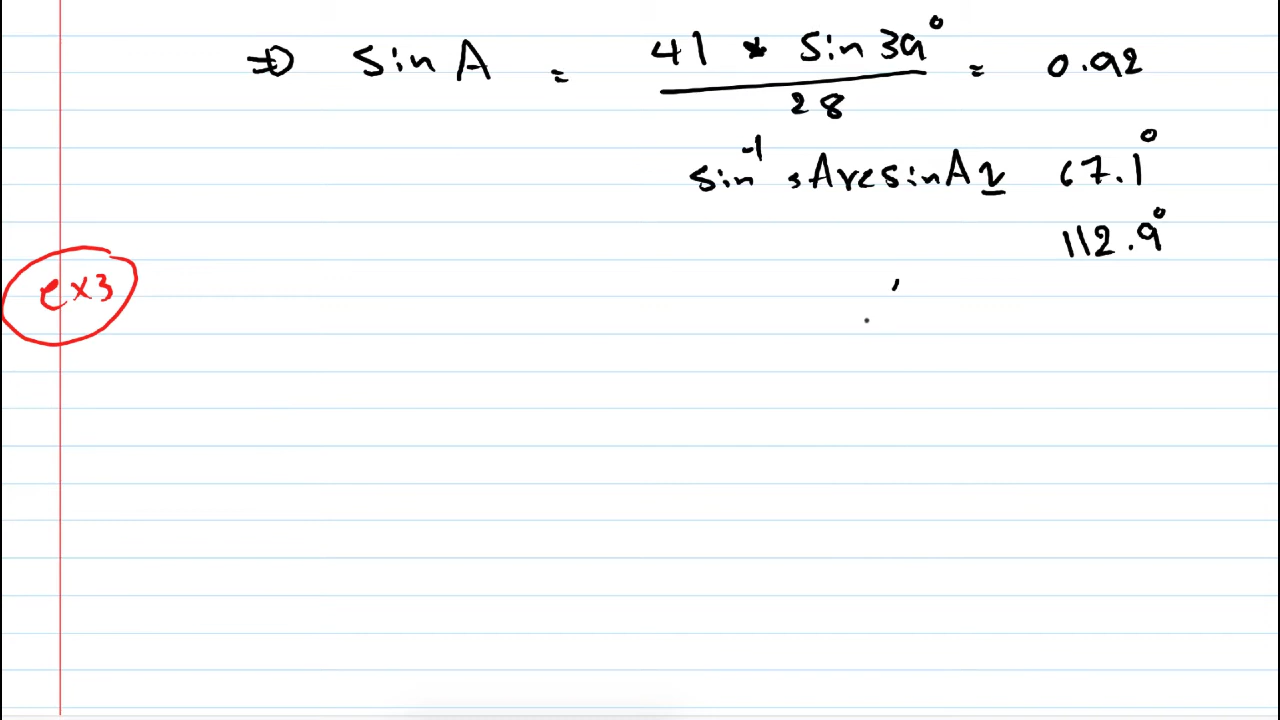 ⇒ sin A = 41 * sin 39° / 28 = 0.92
sin⁻¹ , Arcsin A ≈ 67.1°
112.9°
ex3